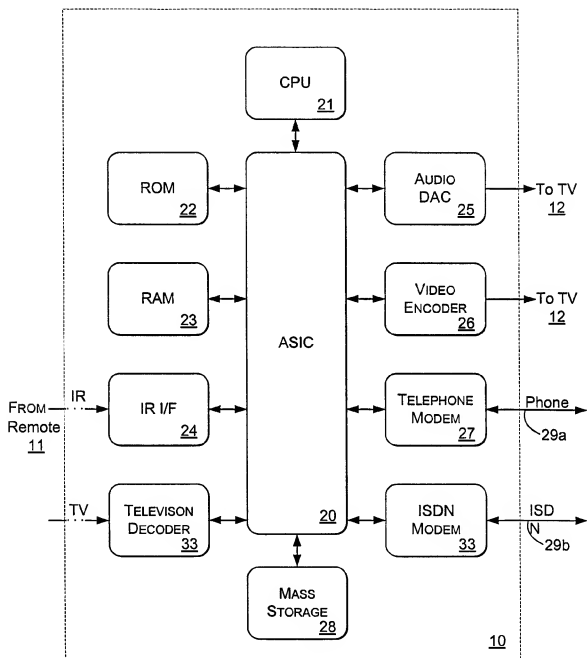 CPU
21
ROM
22
RAM
23
IR I/F
24
TELEVISON
DECODER
33
ASIC
20
MASS
STORAGE
28
AUDIO
DAC
25
VIDEO
ENCODER
26
TELEPHONE
MODEM
27
ISDN
MODEM
33
To TV
12
To TV
12
Phone
29a
ISD
N
29b
IR
FROM
Remote
11
TV
10